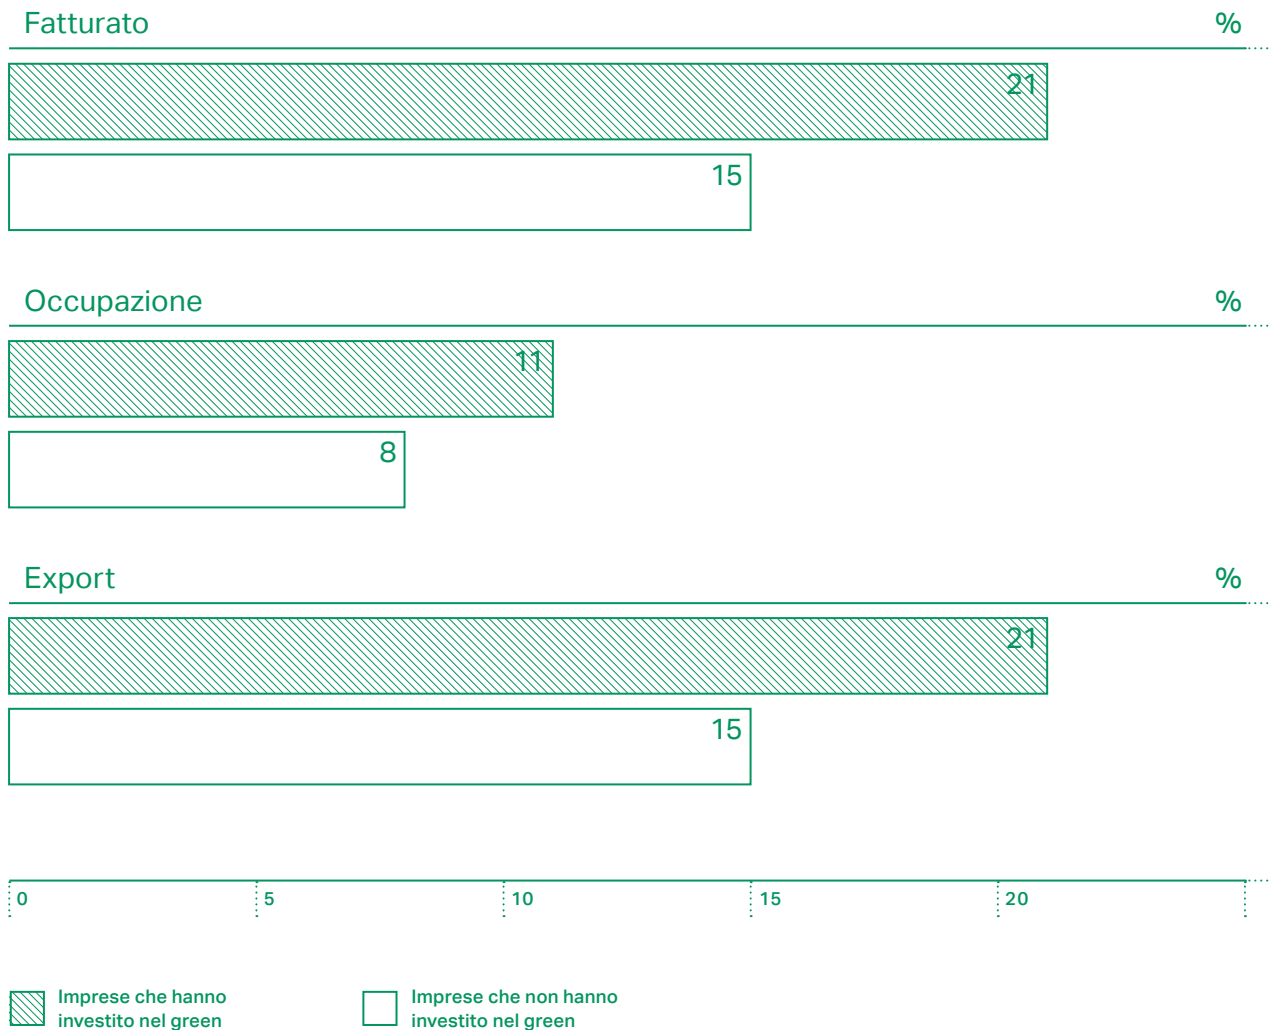 Fatturato %
21
15
Occupazione %
11
8
Export %
21
15
0 5 10 15 20
Imprese che hanno
investito nel green
Imprese che non hanno
investito nel green